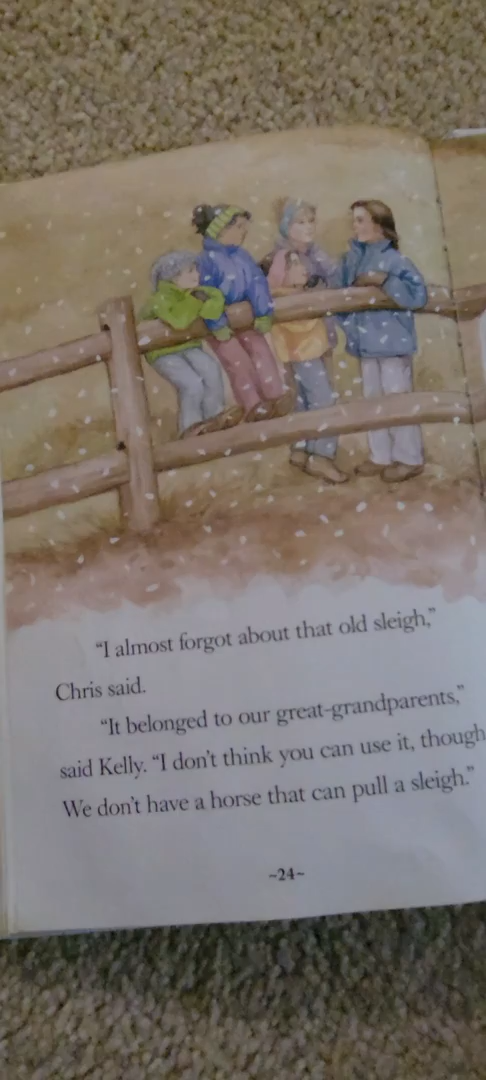 “I almost forgot about that old sleigh,”
Chris said.
“It belonged to our great-grandparents,”
said Kelly. “I don’t think you can use it, though
We don’t have a horse that can pull a sleigh.”
~24~